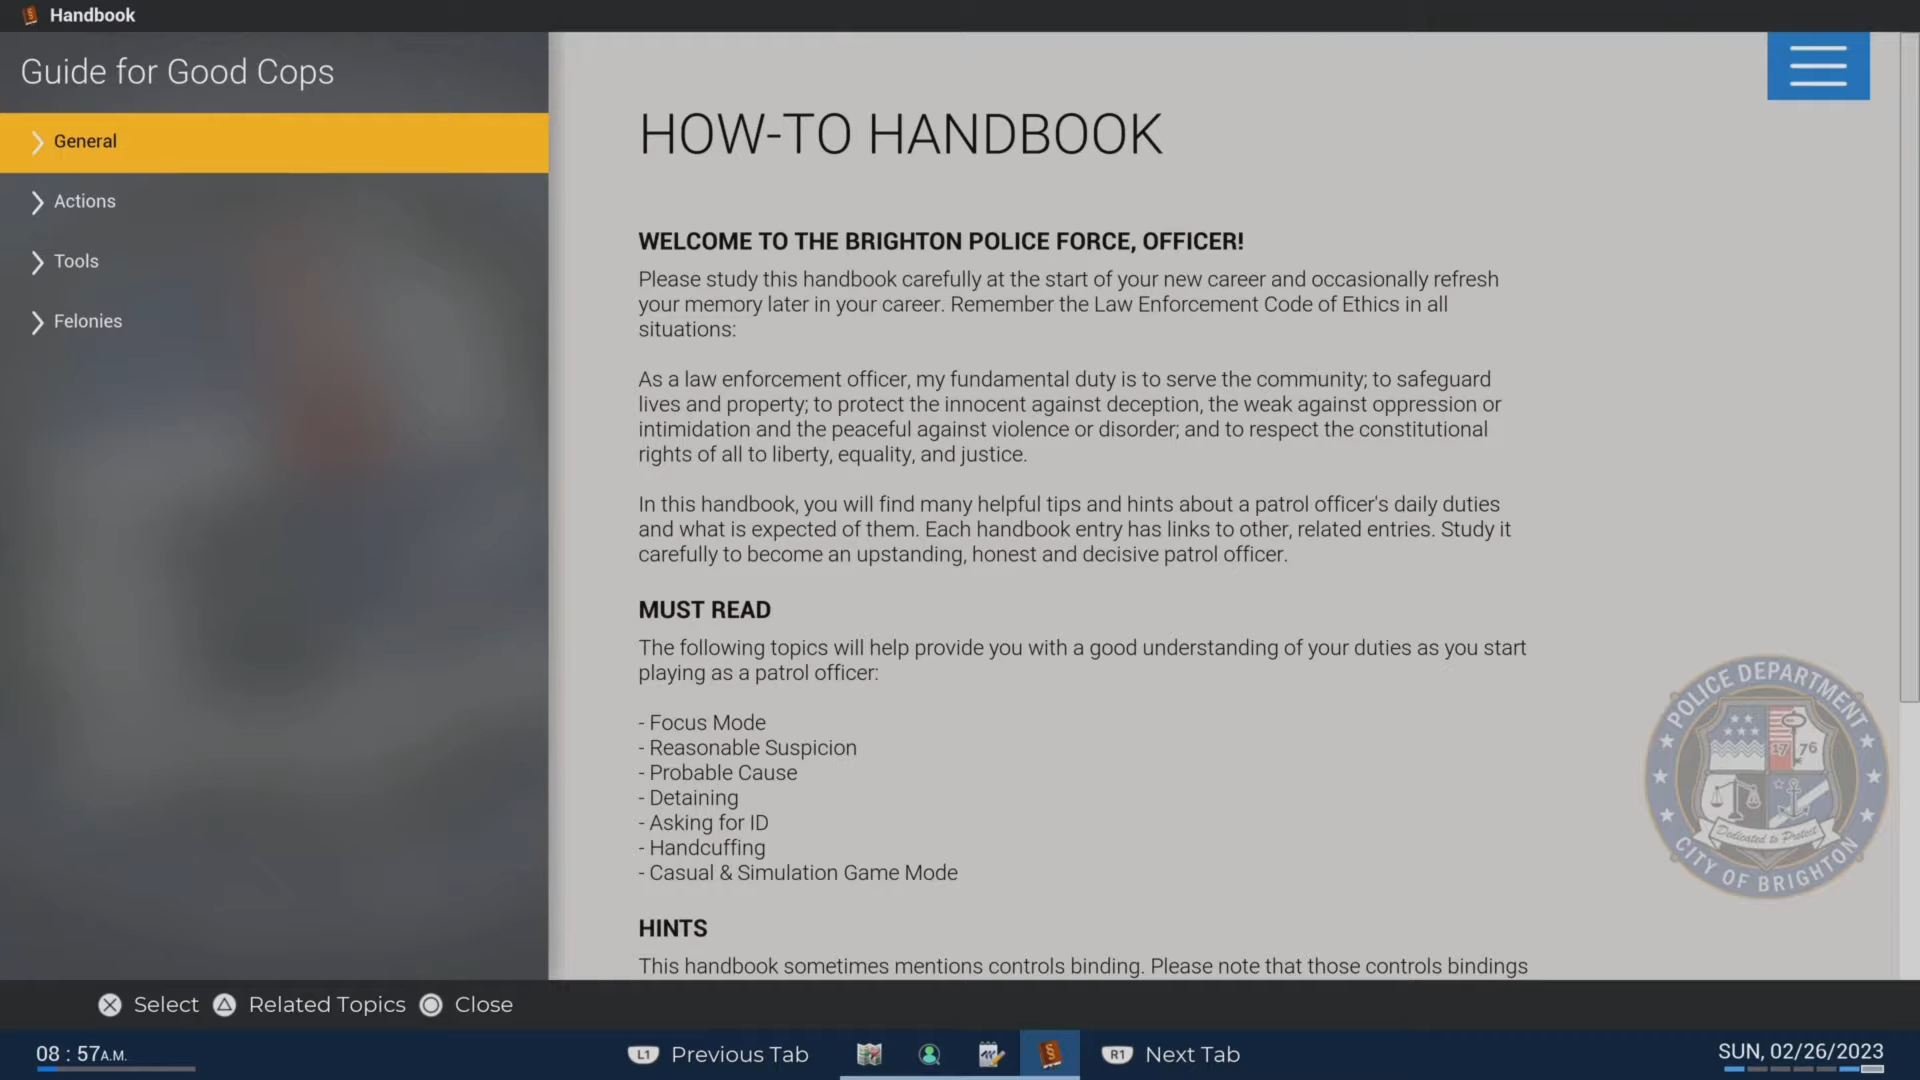 Handbook
Guide for Good Cops
General
Actions
Tools
Felonies
HOW-TO HANDBOOK
WELCOME TO THE BRIGHTON POLICE FORCE, OFFICER!
Please study this handbook carefully at the start of your new career and occasionally refresh
your memory later in your career. Remember the Law Enforcement Code of Ethics in all
situations:
As a law enforcement officer, my fundamental duty is to serve the community; to safeguard
lives and property; to protect the innocent against deception, the weak against oppression or
intimidation and the peaceful against violence or disorder; and to respect the constitutional
rights of all to liberty, equality, and justice.
In this handbook, you will find many helpful tips and hints about a patrol officer's daily duties
and what is expected of them. Each handbook entry has links to other, related entries. Study it
carefully to become an upstanding, honest and decisive patrol officer.
MUST READ
The following topics will help provide you with a good understanding of your duties as you start
playing as a patrol officer:
- Focus Mode
- Reasonable Suspicion
- Probable Cause
- Detaining
- Asking for ID
- Handcuffing
- Casual & Simulation Game Mode
HINTS
This handbook sometimes mentions controls binding. Please note that those controls bindings
POLICE DEPARTMENT
17 76
Dedicated to Protect
CITY OF BRIGHTON
Select Related Topics Close
08 : 57 A.M.
L1 Previous Tab
§
R1 Next Tab
SUN, 02/26/2023